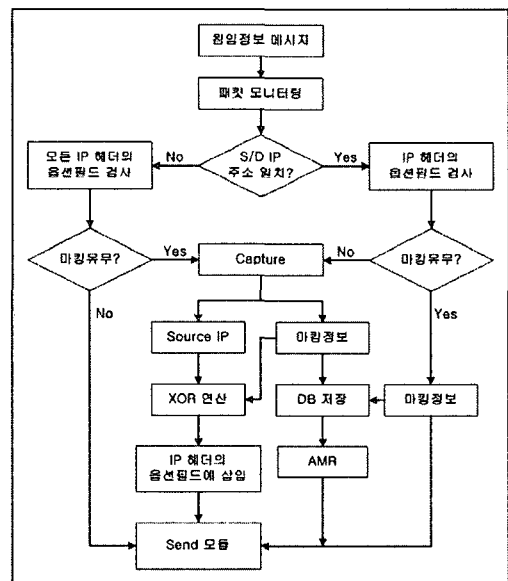 위임정보 메시지
패킷 모니터링
S/D IP
주소 일치?
No
Yes
모든 IP 헤더의
옵션필드 검사
IP 헤더의
옵션필드 검사
마킹유무?
Yes
Capture
No
마킹유무?
No
Yes
Source IP
마킹정보
XOR 연산
DB 저장
마킹정보
IP 헤더의
옵션필드에 삽입
AMR
Send 모듈